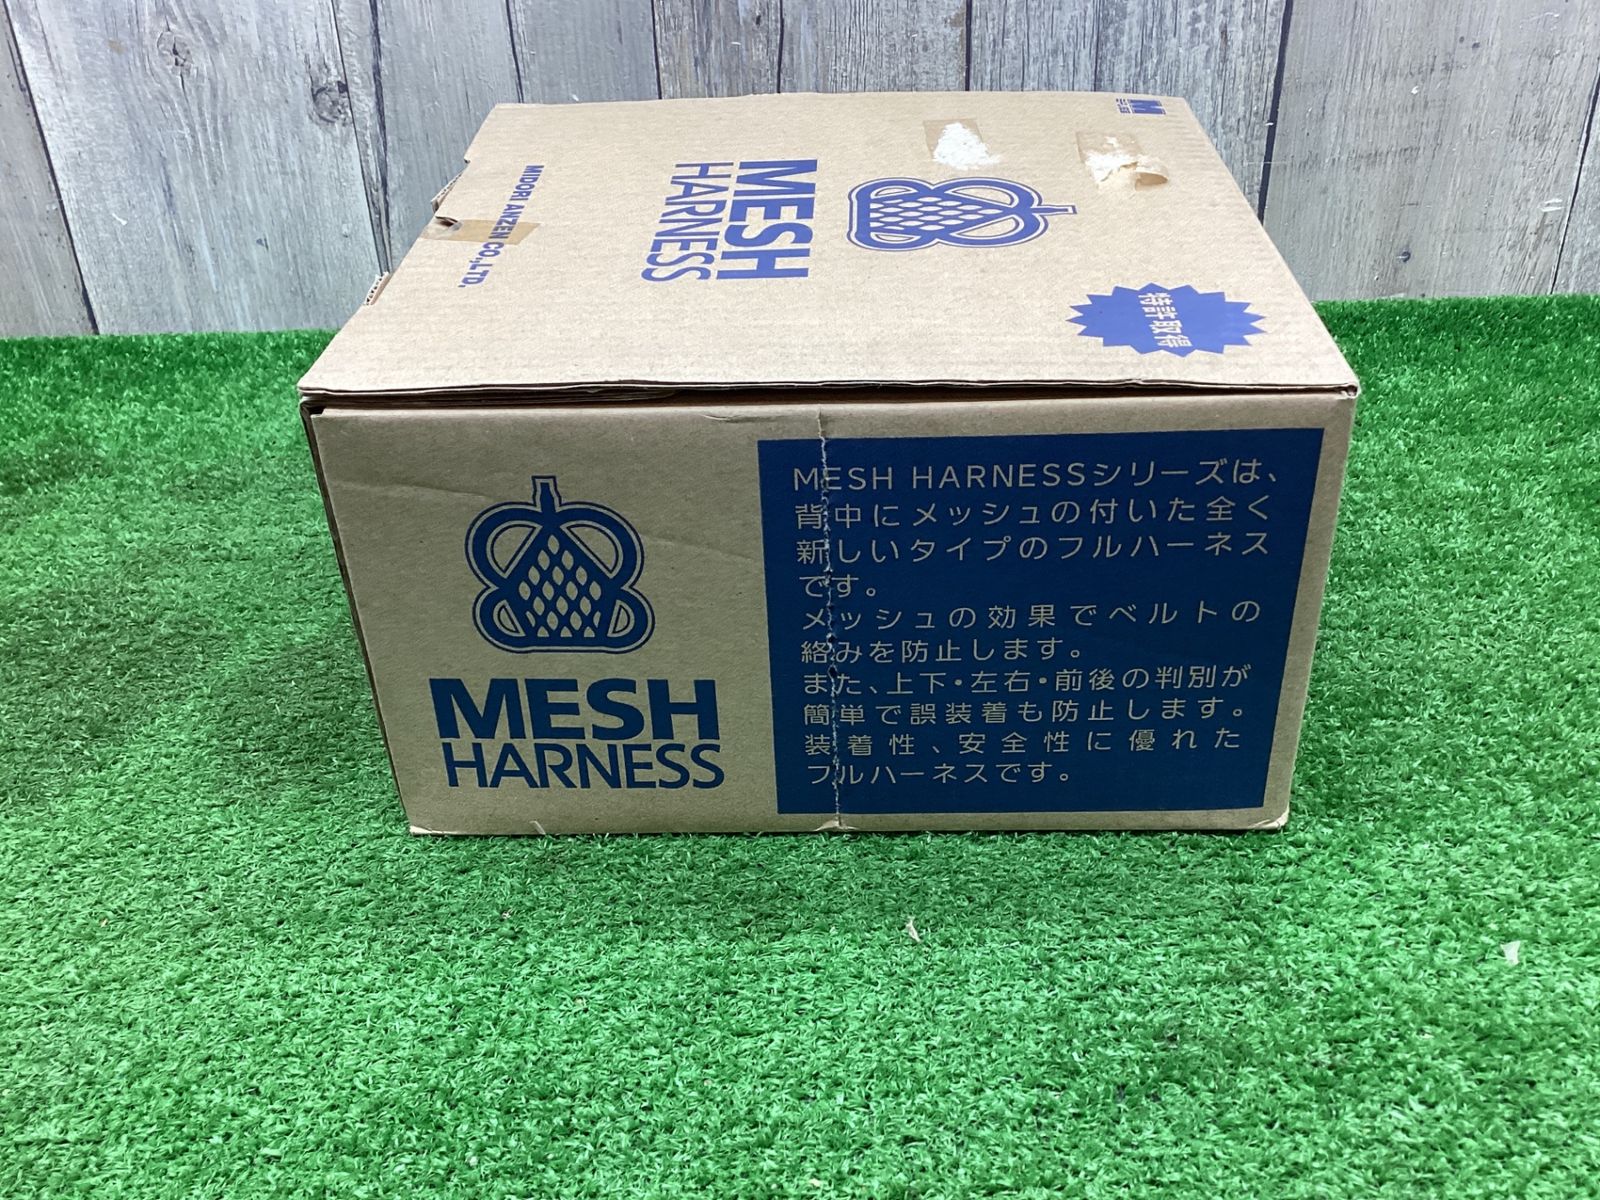 MESH
HARNESS
MIDORI ANZEN CO.,LTD.
特許取得
MESH
HARNESS
MESH HARNESSシリーズは、
背中にメッシュの付いた全く
新しいタイプのフルハーネス
です。
メッシュの効果でベルトの
絡みを防止します。
また、上下・左右・前後の判別が
簡単で誤装着も防止します。
装着性、安全性に優れた
フルハーネスです。